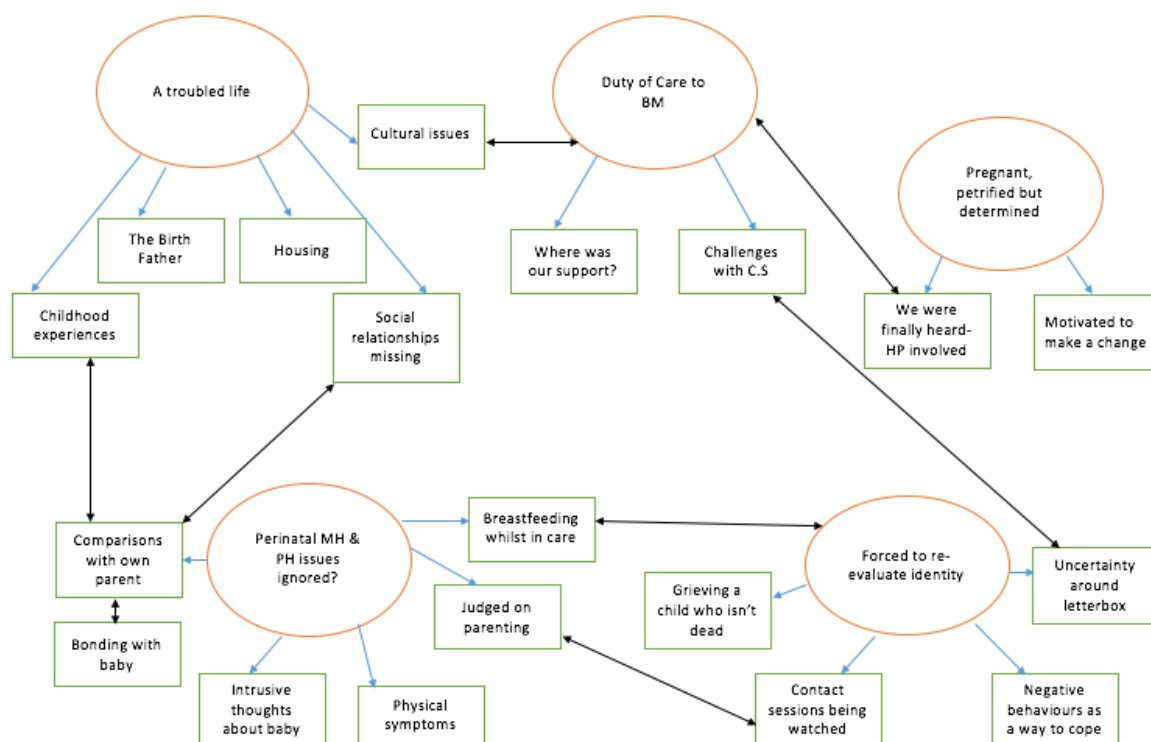 A troubled life
Duty of Care to
BM
Cultural issues
Pregnant,
petrified but
determined
The Birth
Father
Housing
Where was
our support?
Challenges
with C.S
Childhood
experiences
Social
relationships
missing
We were
finally heard-
HP involved
Motivated to
make a change
Comparisons
with own
parent
Perinatal MH &
PH issues
ignored?
Breastfeeding
whilst in care
Forced to re-
evaluate identity
Uncertainty
around
letterbox
Grieving a
child who isn't
dead
Judged on
parenting
Bonding with
baby
Intrusive
thoughts
about baby
Physical
symptoms
Contact
sessions being
watched
Negative
behaviours as
a way to cope